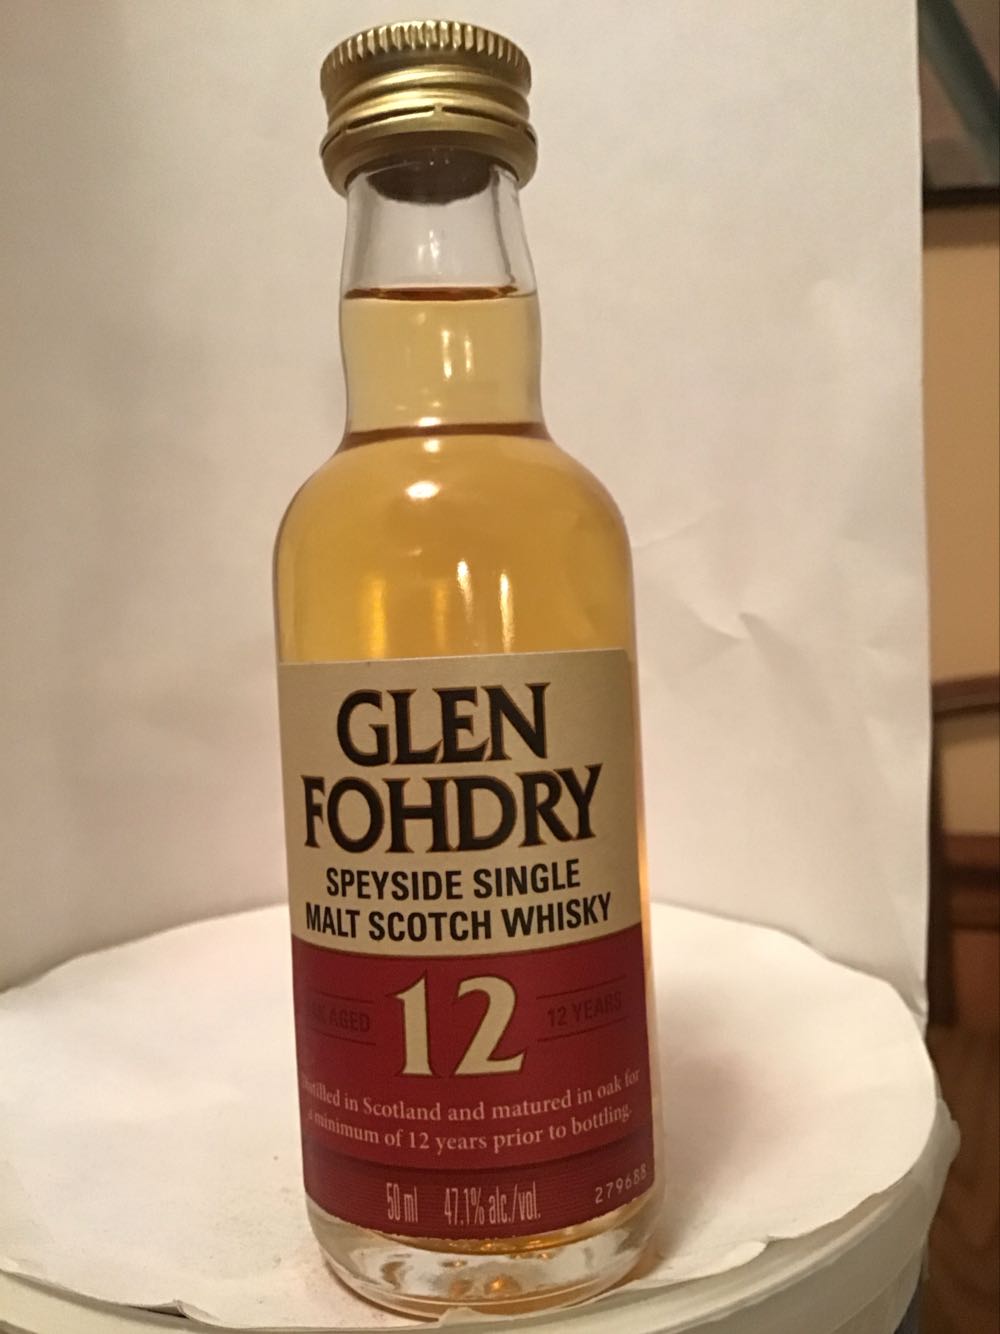 GLEN
FOHDRY
SPEYSIDE SINGLE
MALT SCOTCH WHISKY
AGED 12 12 YEARS
Distilled in Scotland and matured in oak for
a minimum of 12 years prior to bottling.
50 ml 47.1% alc./vol.
279688